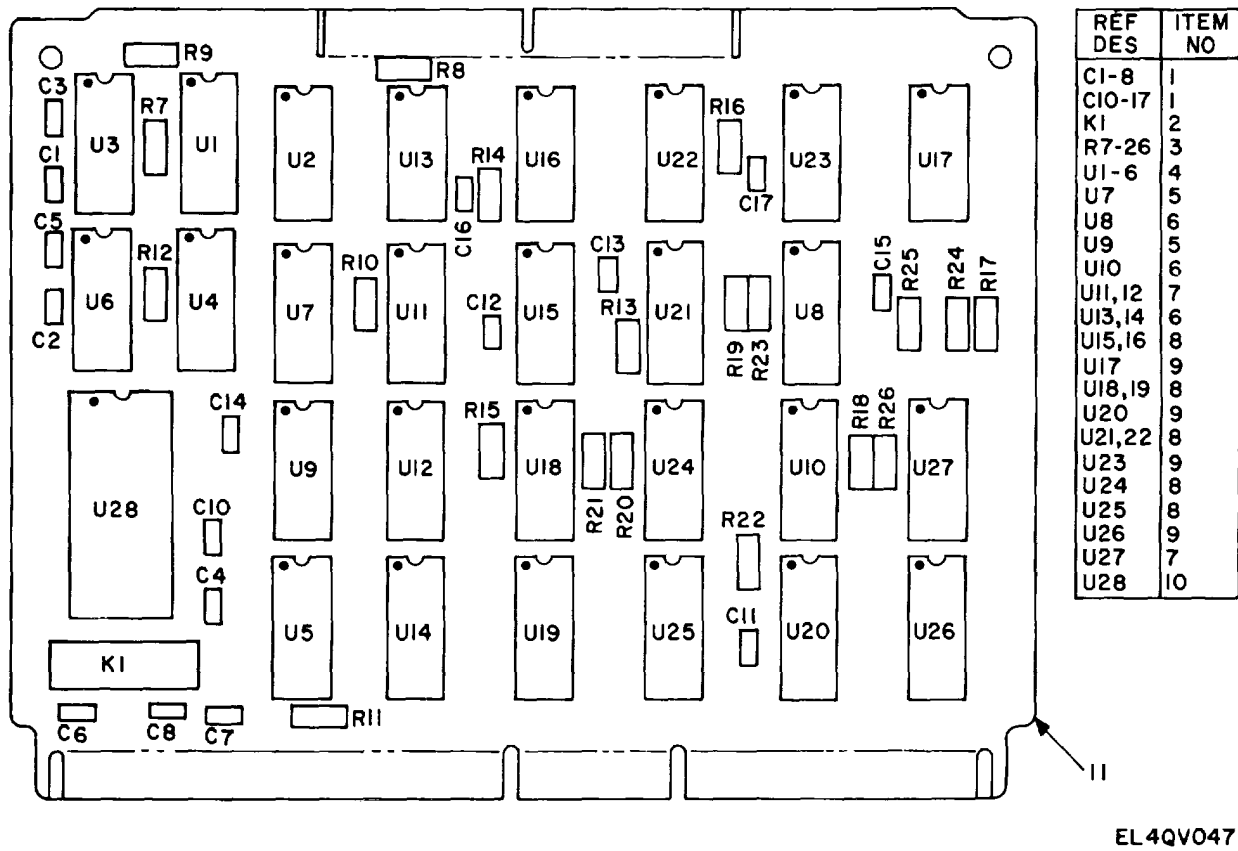 R9
R8
C3
R7
U3
U1
U2
U13
R14
U16
U22
R16
U23
U17
C1
C16
C17
C5
R12
U6
U4
C2
U7
R10
U11
C12
U15
C13
R13
U21
R19
R23
U8
C15
R25
R24
R17
U28
C14
C10
C4
U9
U12
R15
U18
R21
R20
U24
U10
R18
R26
U27
R22
K1
U5
U14
U19
U25
C11
U20
U26
C6
C8
C7
R11
11
REF DES ITEM NO
C1-8 1
C10-17 1
K1 2
R7-26 3
U1-6 4
U7 5
U8 6
U9 5
U10 6
U11,12 7
U13,14 6
U15,16 8
U17 9
U18,19 8
U20 9
U21,22 8
U23 9
U24 8
U25 8
U26 9
U27 7
U28 10
EL4QV047